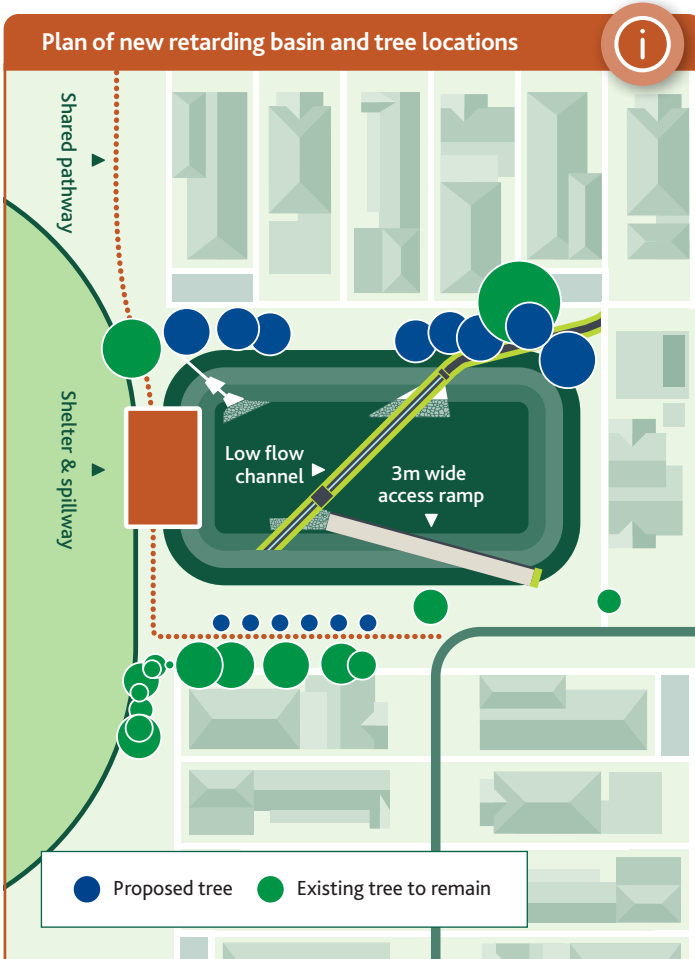 Plan of new retarding basin and tree locations
i
Shared pathway
Shelter & spillway
Low flow
channel
3m wide
access ramp
Proposed tree
Existing tree to remain